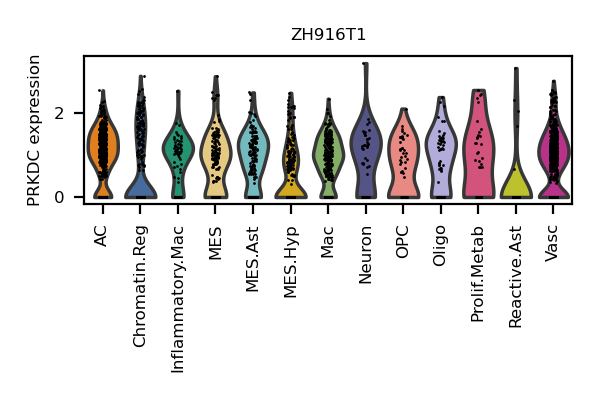 ZH916T1
PRKDC expression
2
0
AC
Chromatin.Reg
Inflammatory.Mac
MES
MES.Ast
MES.Hyp
Mac
Neuron
OPC
Oligo
Prolif.Metab
Reactive.Ast
Vasc